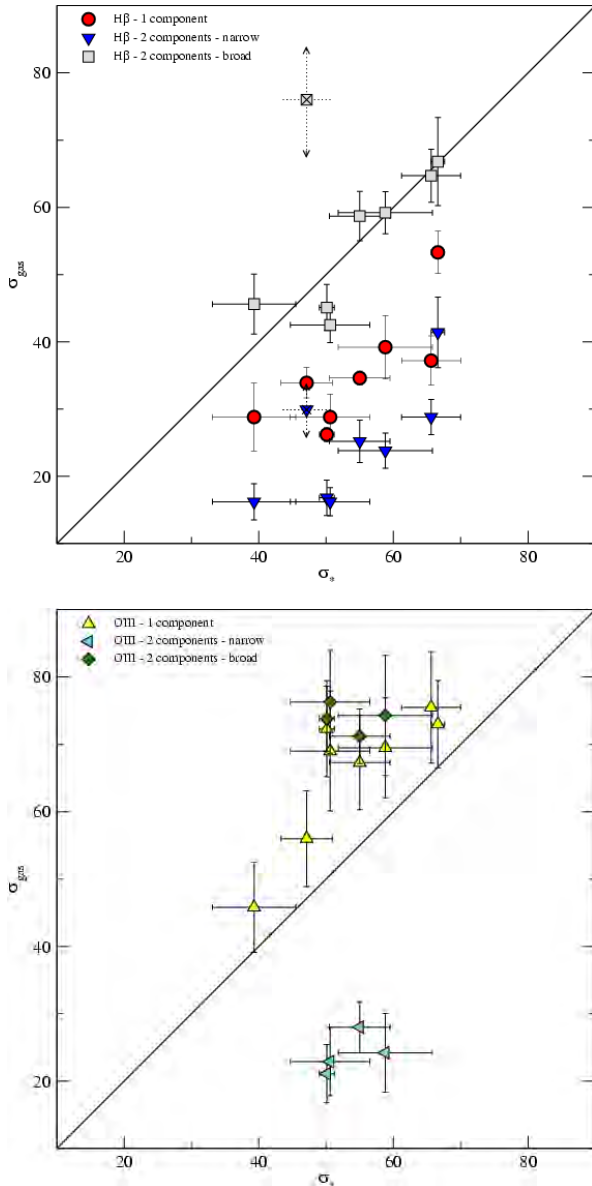 Hβ - 1 component
Hβ - 2 components - narrow
Hβ - 2 components - broad
80
60
40
20
σgas
20
40
60
80
σ*
OIII - 1 component
OIII - 2 components - narrow
OIII - 2 components - broad
80
60
40
20
σgas
20
40
60
80
σ*